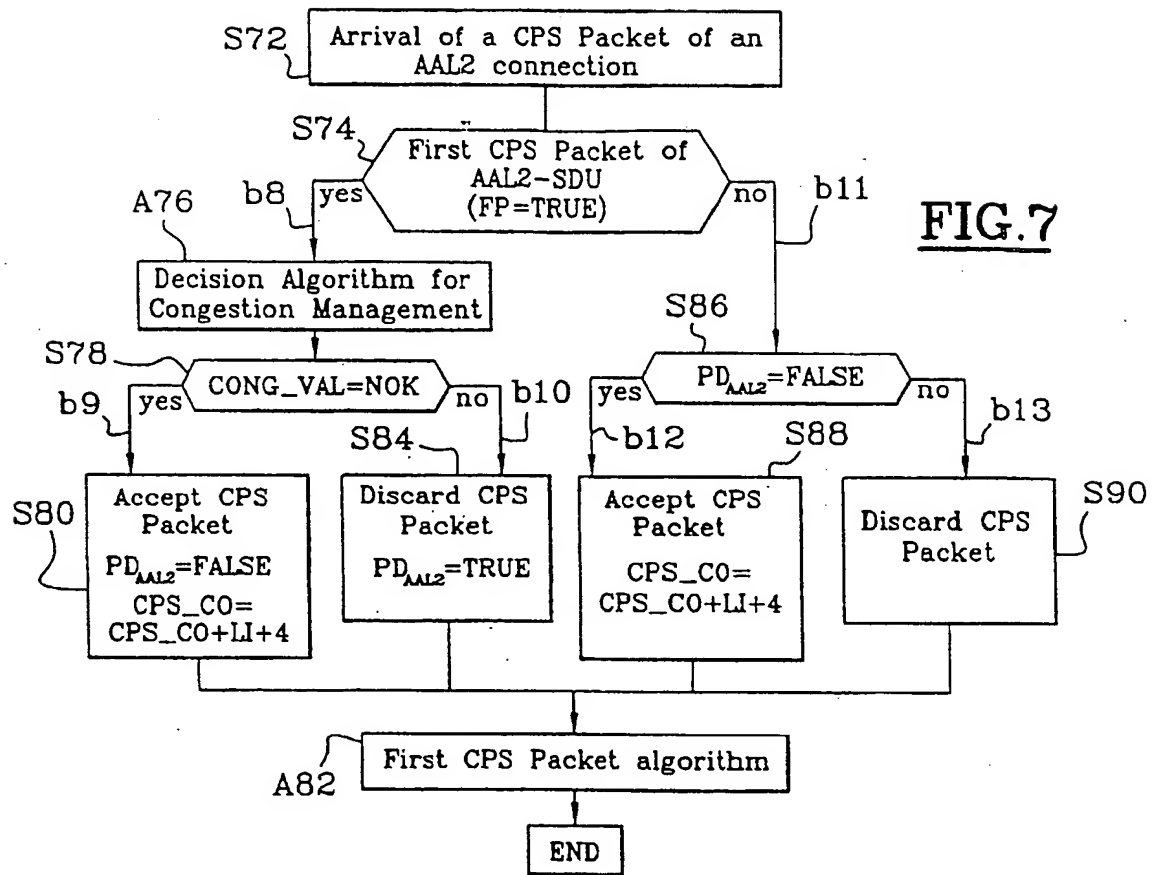 S72
Arrival of a CPS Packet of an
AAL2 connection
S74
First CPS Packet of
AAL2-SDU
(FP=TRUE)
b8
yes
no
b11
FIG.7
A76
Decision Algorithm for
Congestion Management
S78
CONG_VAL=NOK
S86
PDAAL2=FALSE
b9
yes
no
b10
yes
b12
no
b13
S80
Accept CPS
Packet
PDAAL2=FALSE
CPS_CO=
CPS_CO+LI+4
S84
Discard CPS
Packet
PDAAL2=TRUE
S88
Accept CPS
Packet
CPS_CO=
CPS_CO+LI+4
S90
Discard CPS
Packet
A82
First CPS Packet algorithm
END